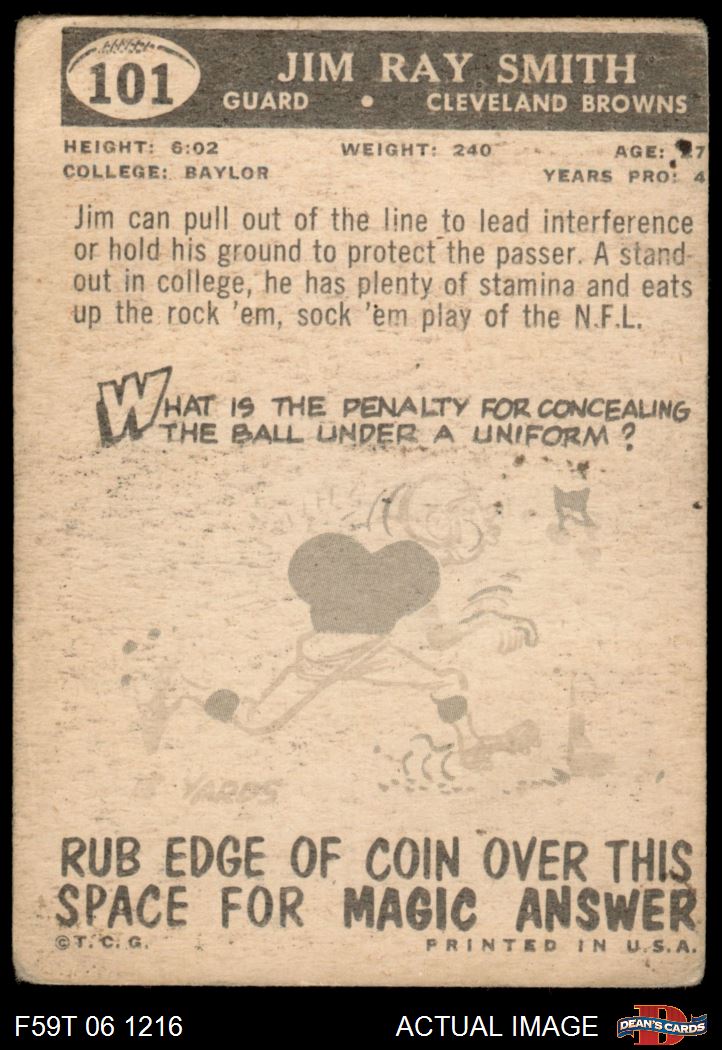 101
JIM RAY SMITH
GUARD • CLEVELAND BROWNS
HEIGHT: 6:02 WEIGHT: 240 AGE: 27
COLLEGE: BAYLOR YEARS PRO: 4
Jim can pull out of the line to lead interference
or hold his ground to protect the passer. A stand-
out in college, he has plenty of stamina and eats
up the rock 'em, sock 'em play of the N.F.L.
WHAT IS THE PENALTY FOR CONCEALING
THE BALL UNDER A UNIFORM?
YARDS
RUB EDGE OF COIN OVER THIS
SPACE FOR MAGIC ANSWER
©T.C.G. PRINTED IN U.S.A.
F59T 06 1216 ACTUAL IMAGE DEAN'S CARDS